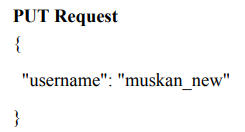 PUT Request
{
"username": "muskan_new"
}